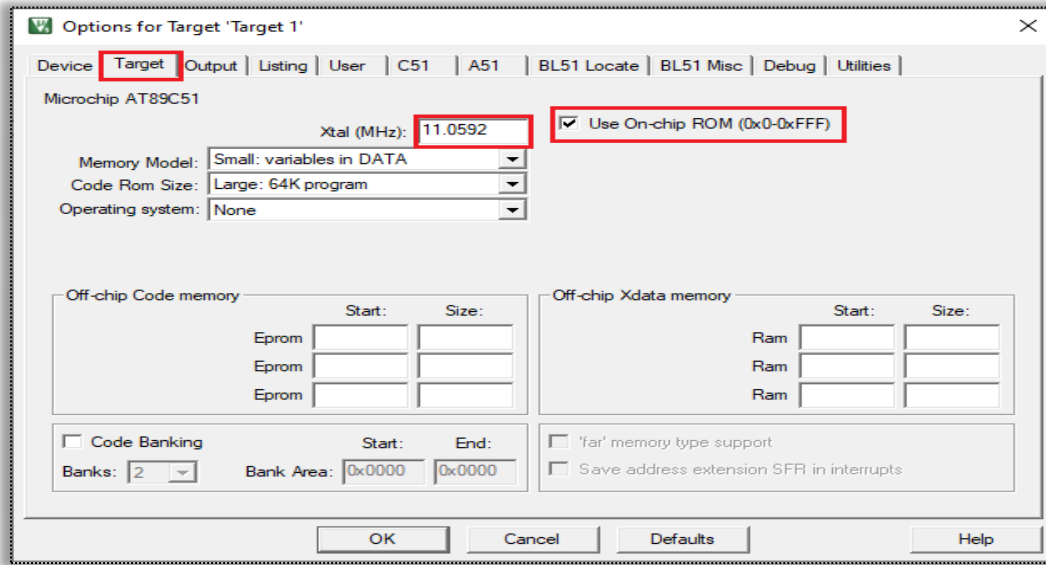 Options for Target 'Target 1'
Device Target Output Listing User C51 A51 BL51 Locate BL51 Misc Debug Utilities
Microchip AT89C51
Xtal (MHz): 11.0592 Use On-chip ROM (0x0-0xFFF)
Memory Model: Small: variables in DATA
Code Rom Size: Large: 64K program
Operating system: None
Off-chip Code memory
Start: Size:
Eprom
Eprom
Eprom
Off-chip Xdata memory
Start: Size:
Ram
Ram
Ram
Code Banking Start: End:
Banks: 2 Bank Area: 0x0000 0x0000
'far' memory type support
Save address extension SFR in interrupts
OK Cancel Defaults Help